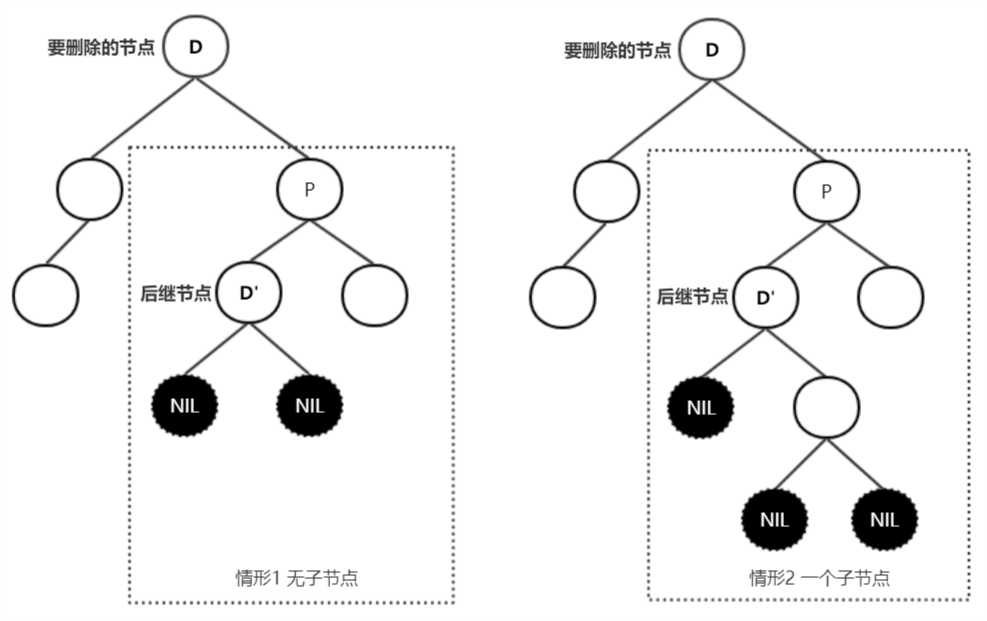 要删除的节点 D
P
后继节点 D'
NIL NIL
情形1 无子节点
要删除的节点 D
P
后继节点 D'
NIL
NIL NIL
情形2 一个子节点